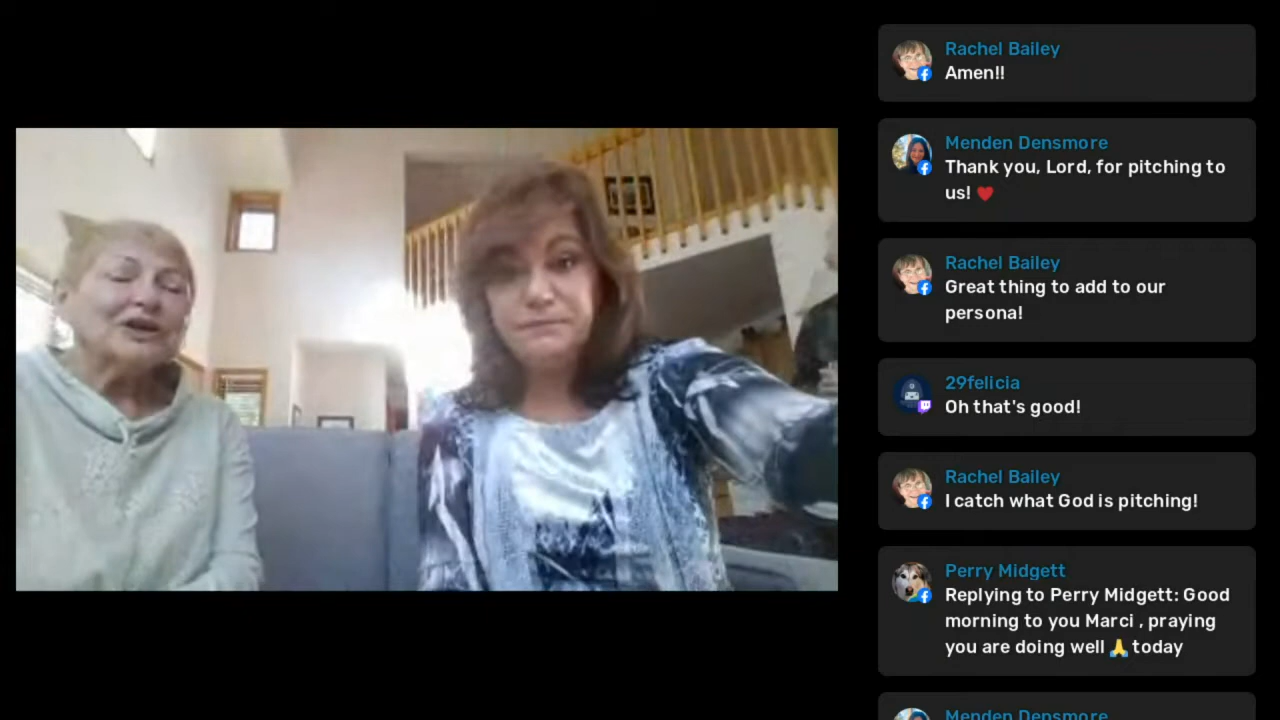 Rachel Bailey
Amen!!
Menden Densmore
Thank you, Lord, for pitching to
us! ❤️
Rachel Bailey
Great thing to add to our
persona!
29felicia
Oh that's good!
Rachel Bailey
I catch what God is pitching!
Perry Midgett
Replying to Perry Midgett: Good
morning to you Marci , praying
you are doing well 🙏 today
Menden Densmore